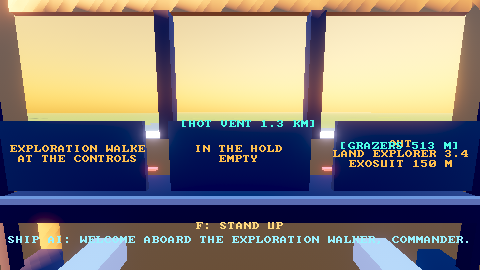 [HOT VENT 1.3 KM]
EXPLORATION WALKE
AT THE CONTROLS
IN THE HOLD
EMPTY
OUT
[GRAZERS 513 M]
LAND EXPLORER 3.4
EXOSUIT 150 M
F: STAND UP
SHIP AI: WELCOME ABOARD THE EXPLORATION WALKER, COMMANDER.